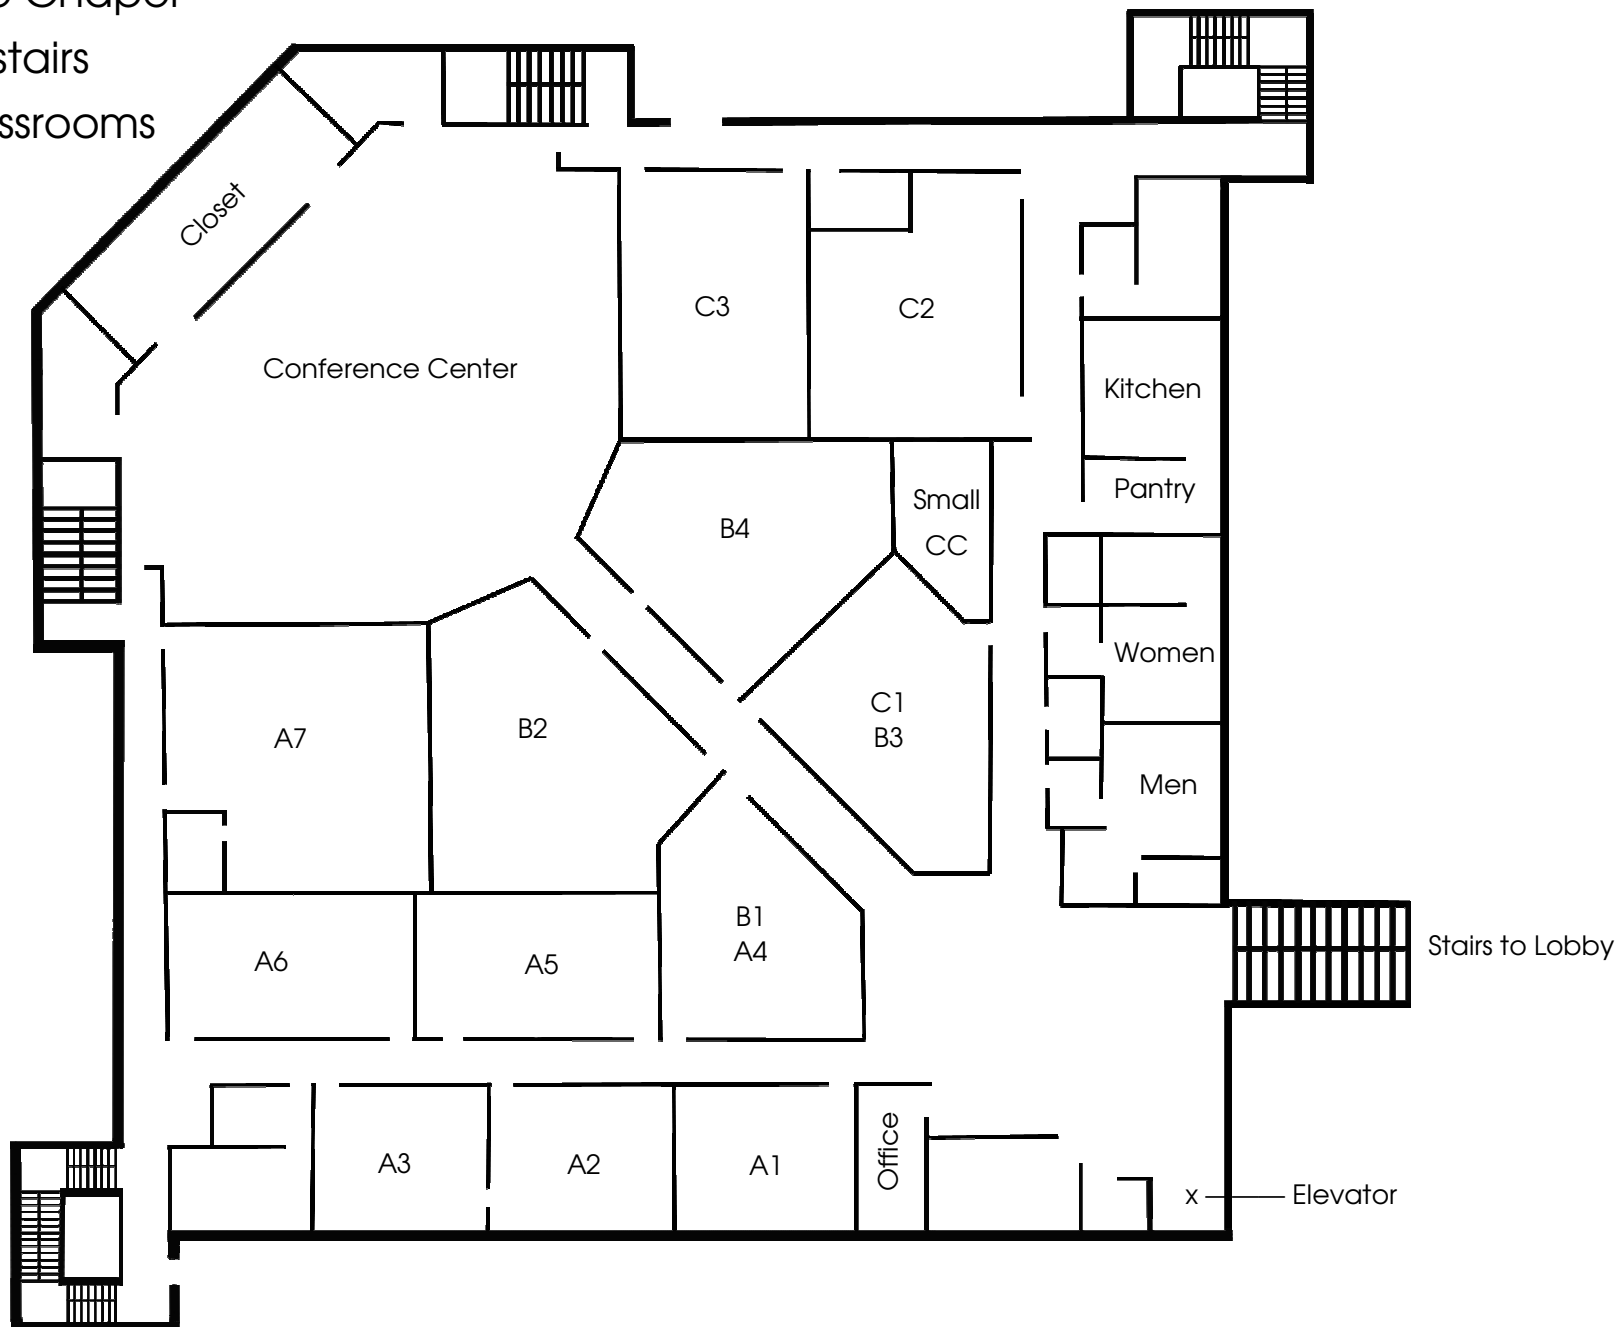 Chapel
stairs
ssrooms
Closet
C3
C2
Conference Center
Kitchen
Pantry
Small
CC
B4
Women
C1
B3
A7
B2
Men
B1
A4
A6
A5
Stairs to Lobby
A3
A2
A1
Office
x
Elevator